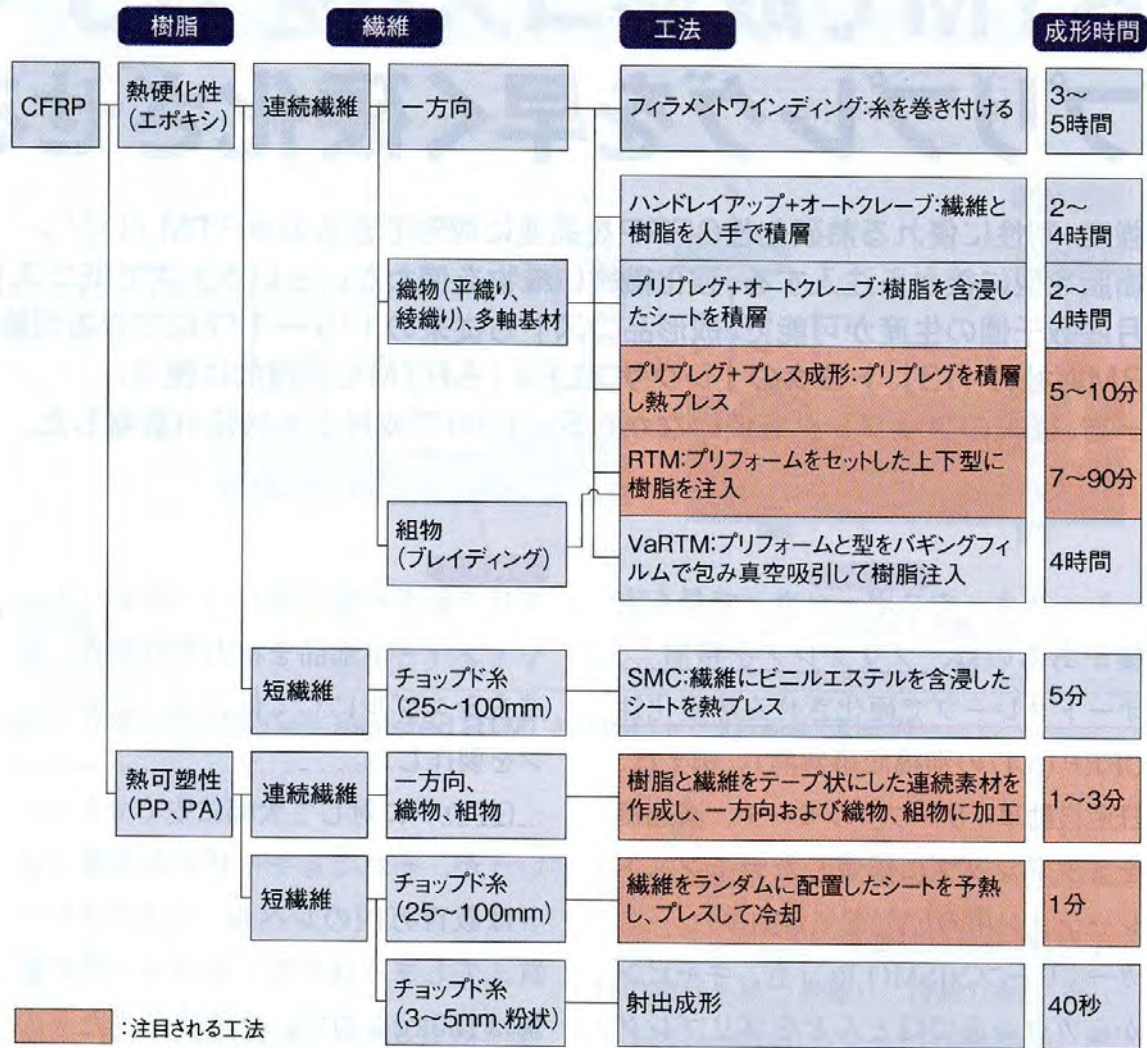 樹脂
繊維
工法
成形時間
CFRP
熱硬化性
(エポキシ)
連続繊維
一方向
フィラメントワインディング:糸を巻き付ける
3〜
5時間
ハンドレイアップ+オートクレーブ:繊維と
樹脂を人手で積層
2〜
4時間
織物(平織り、
綾織り)、多軸基材
プリプレグ+オートクレーブ:樹脂を含浸
したシートを積層
2〜
4時間
プリプレグ+プレス成形:プリプレグを積層
し熱プレス
5〜10分
RTM:プリフォームをセットした上下型に
樹脂を注入
7〜90分
組物
(ブレイディング)
VaRTM:プリフォームと型をバギングフィ
ルムで包み真空吸引して樹脂注入
4時間
短繊維
チョップド糸
(25〜100mm)
SMC:繊維にビニルエステルを含浸した
シートを熱プレス
5分
熱可塑性
(PP、PA)
連続繊維
一方向、
織物、組物
樹脂と繊維をテープ状にした連続素材を
作成し、一方向および織物、組物に加工
1〜3分
短繊維
チョップド糸
(25〜100mm)
繊維をランダムに配置したシートを予熱
し、プレスして冷却
1分
チョップド糸
(3〜5mm、粉状)
射出成形
40秒
:注目される工法